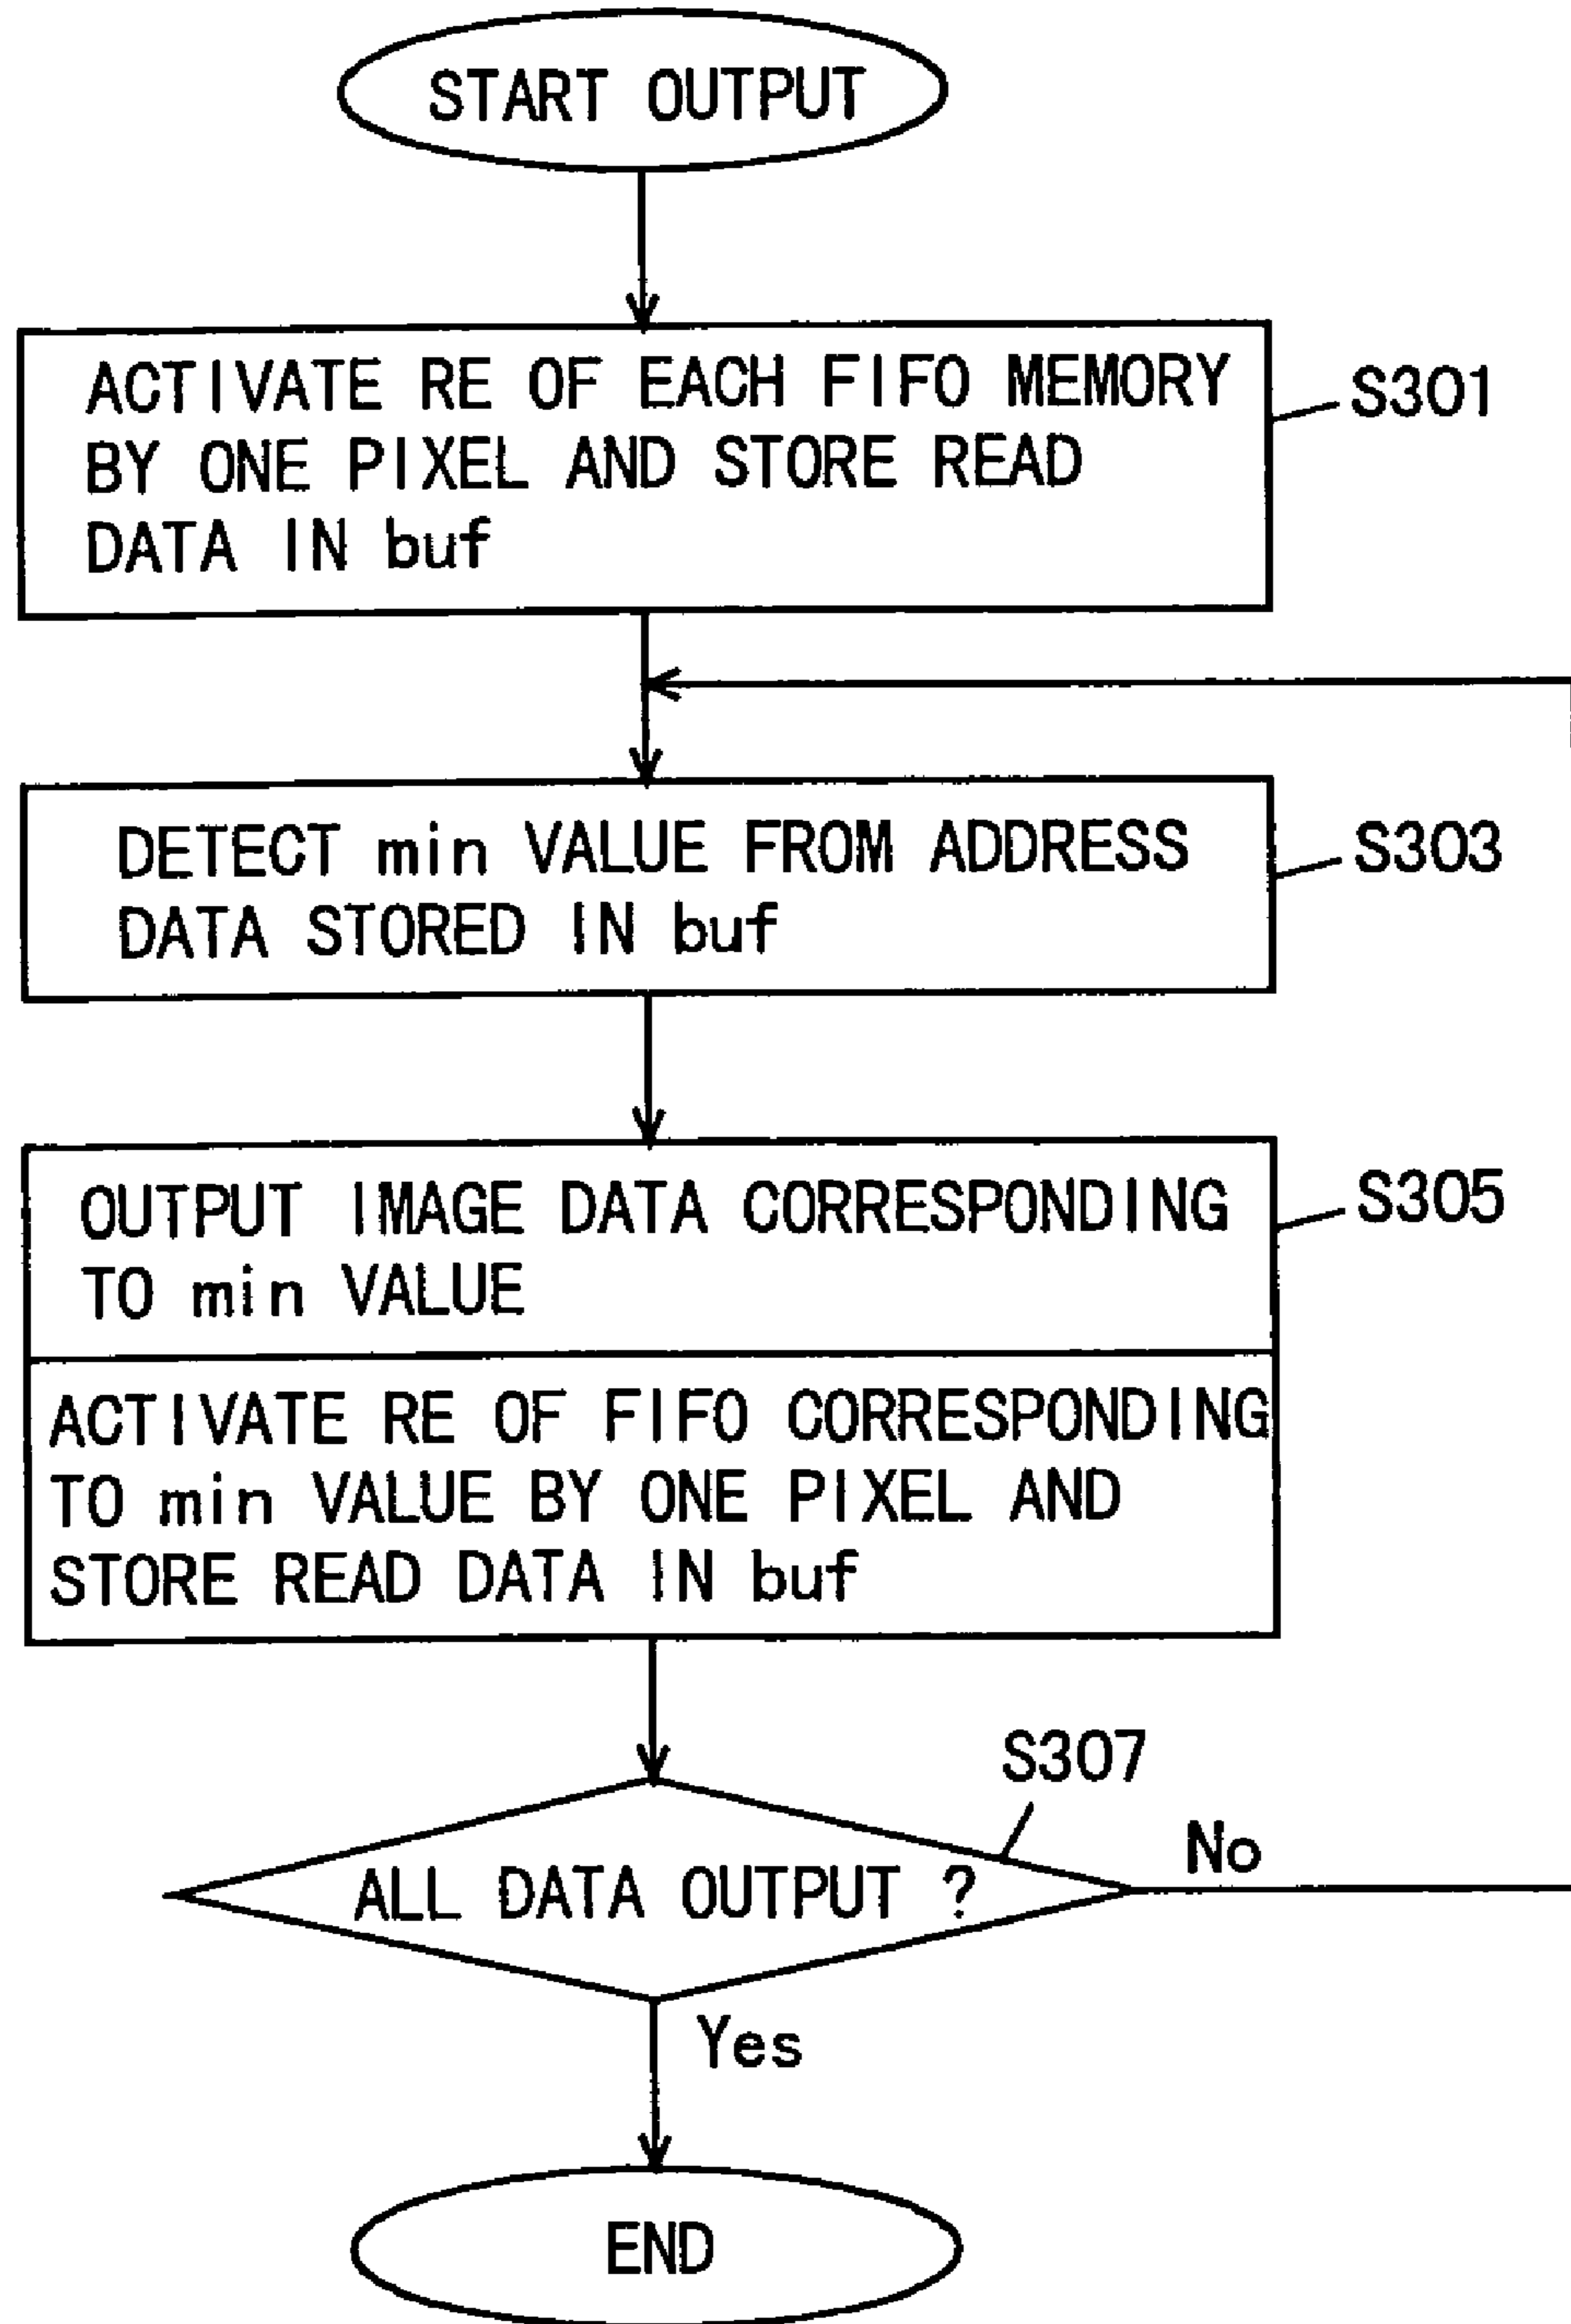 START OUTPUT
ACTIVATE RE OF EACH FIFO MEMORY
BY ONE PIXEL AND STORE READ
DATA IN buf
S301
DETECT min VALUE FROM ADDRESS
DATA STORED IN buf
S303
OUTPUT IMAGE DATA CORRESPONDING
TO min VALUE
S305
ACTIVATE RE OF FIFO CORRESPONDING
TO min VALUE BY ONE PIXEL AND
STORE READ DATA IN buf
S307
ALL DATA OUTPUT ?
No
Yes
END